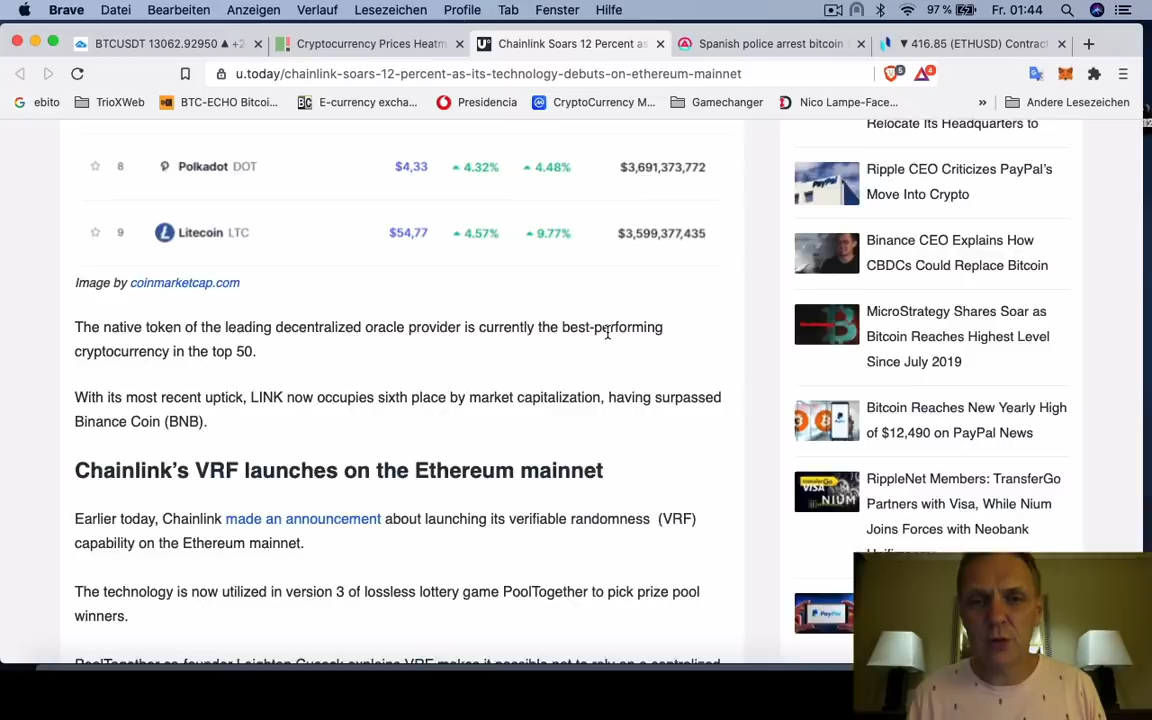 Brave Datei Bearbeiten Anzeigen Verlauf Lesezeichen Profile Tab Fenster Hilfe 97 % Fr. 01:44
BTCUSDT 13062.92950 ▲ +2
Cryptocurrency Prices Heatm
Chainlink Soars 12 Percent as
Spanish police arrest bitcoin
▼ 416.85 (ETHUSD) Contrac
u.today/chainlink-soars-12-percent-as-its-technology-debuts-on-ethereum-mainnet
5
4
ebito TrioXWeb BTC-ECHO Bitcoi... E-currency excha... Presidencia CryptoCurrency M... Gamechanger Nico Lampe-Face... » Andere Lesezeichen
8 Polkadot DOT $4,33 4.32% 4.48% $3,691,373,772
9 Litecoin LTC $54,77 4.57% 9.77% $3,599,377,435
Image by coinmarketcap.com
The native token of the leading decentralized oracle provider is currently the best-performing
cryptocurrency in the top 50.
With its most recent uptick, LINK now occupies sixth place by market capitalization, having surpassed
Binance Coin (BNB).
Chainlink's VRF launches on the Ethereum mainnet
Earlier today, Chainlink made an announcement about launching its verifiable randomness (VRF)
capability on the Ethereum mainnet.
The technology is now utilized in version 3 of lossless lottery game PoolTogether to pick prize pool
winners.
Relocate Its Headquarters to
Ripple CEO Criticizes PayPal's
Move Into Crypto
Binance CEO Explains How
CBDCs Could Replace Bitcoin
MicroStrategy Shares Soar as
Bitcoin Reaches Highest Level
Since July 2019
Bitcoin Reaches New Yearly High
of $12,490 on PayPal News
RippleNet Members: TransferGo
Partners with Visa, While Nium
Joins Forces with Neobank
VISA
NIUM
PayPal